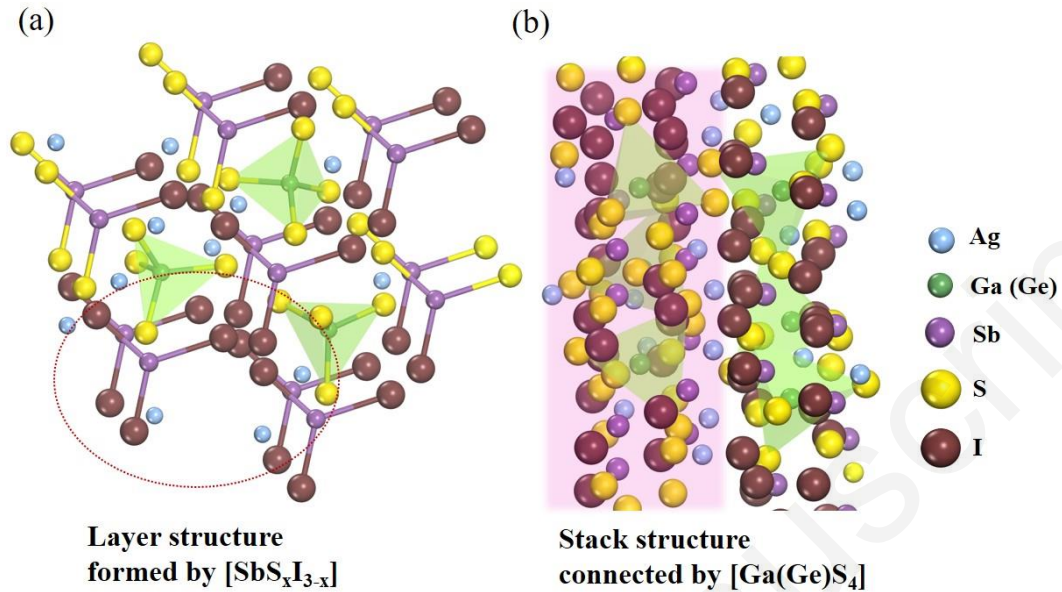 (a)
(b)
Ag
Ga (Ge)
Sb
S
I
Layer structure
formed by [SbSₓI₃₋ₓ]
Stack structure
connected by [Ga(Ge)S₄]